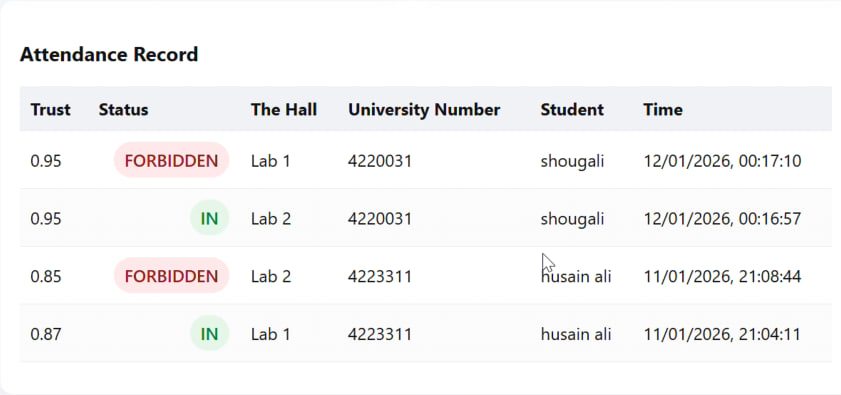 Attendance Record
Trust Status The Hall University Number Student Time
0.95 FORBIDDEN Lab 1 4220031 shougali 12/01/2026, 00:17:10
0.95 IN Lab 2 4220031 shougali 12/01/2026, 00:16:57
0.85 FORBIDDEN Lab 2 4223311 husain ali 11/01/2026, 21:08:44
0.87 IN Lab 1 4223311 husain ali 11/01/2026, 21:04:11